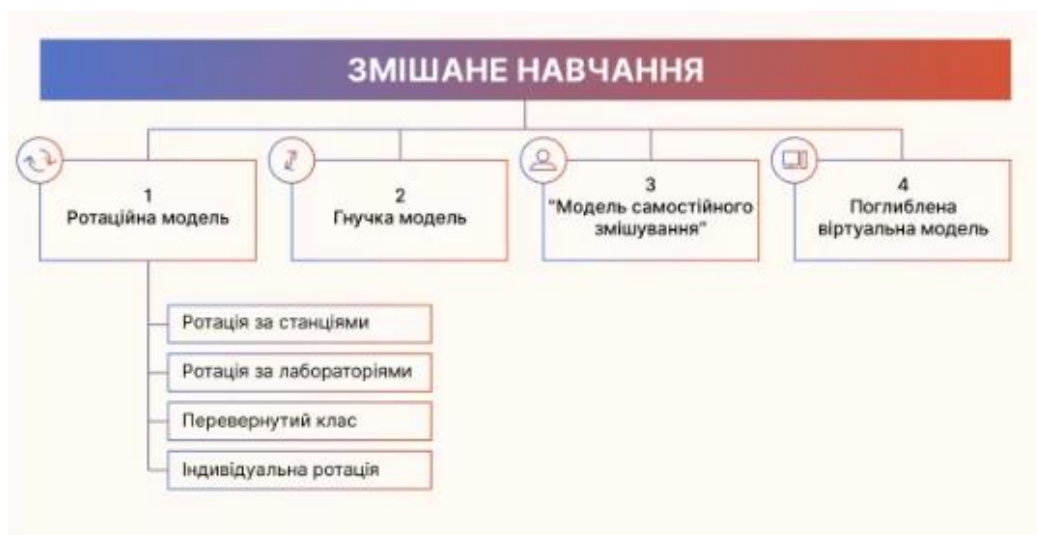 ЗМІШАНЕ НАВЧАННЯ
1
Ротаційна модель
2
Гнучка модель
3
"Модель самостійного
змішування"
4
Поглиблена
віртуальна модель
Ротація за станціями
Ротація за лабораторіями
Перевернутий клас
Індивідуальна ротація